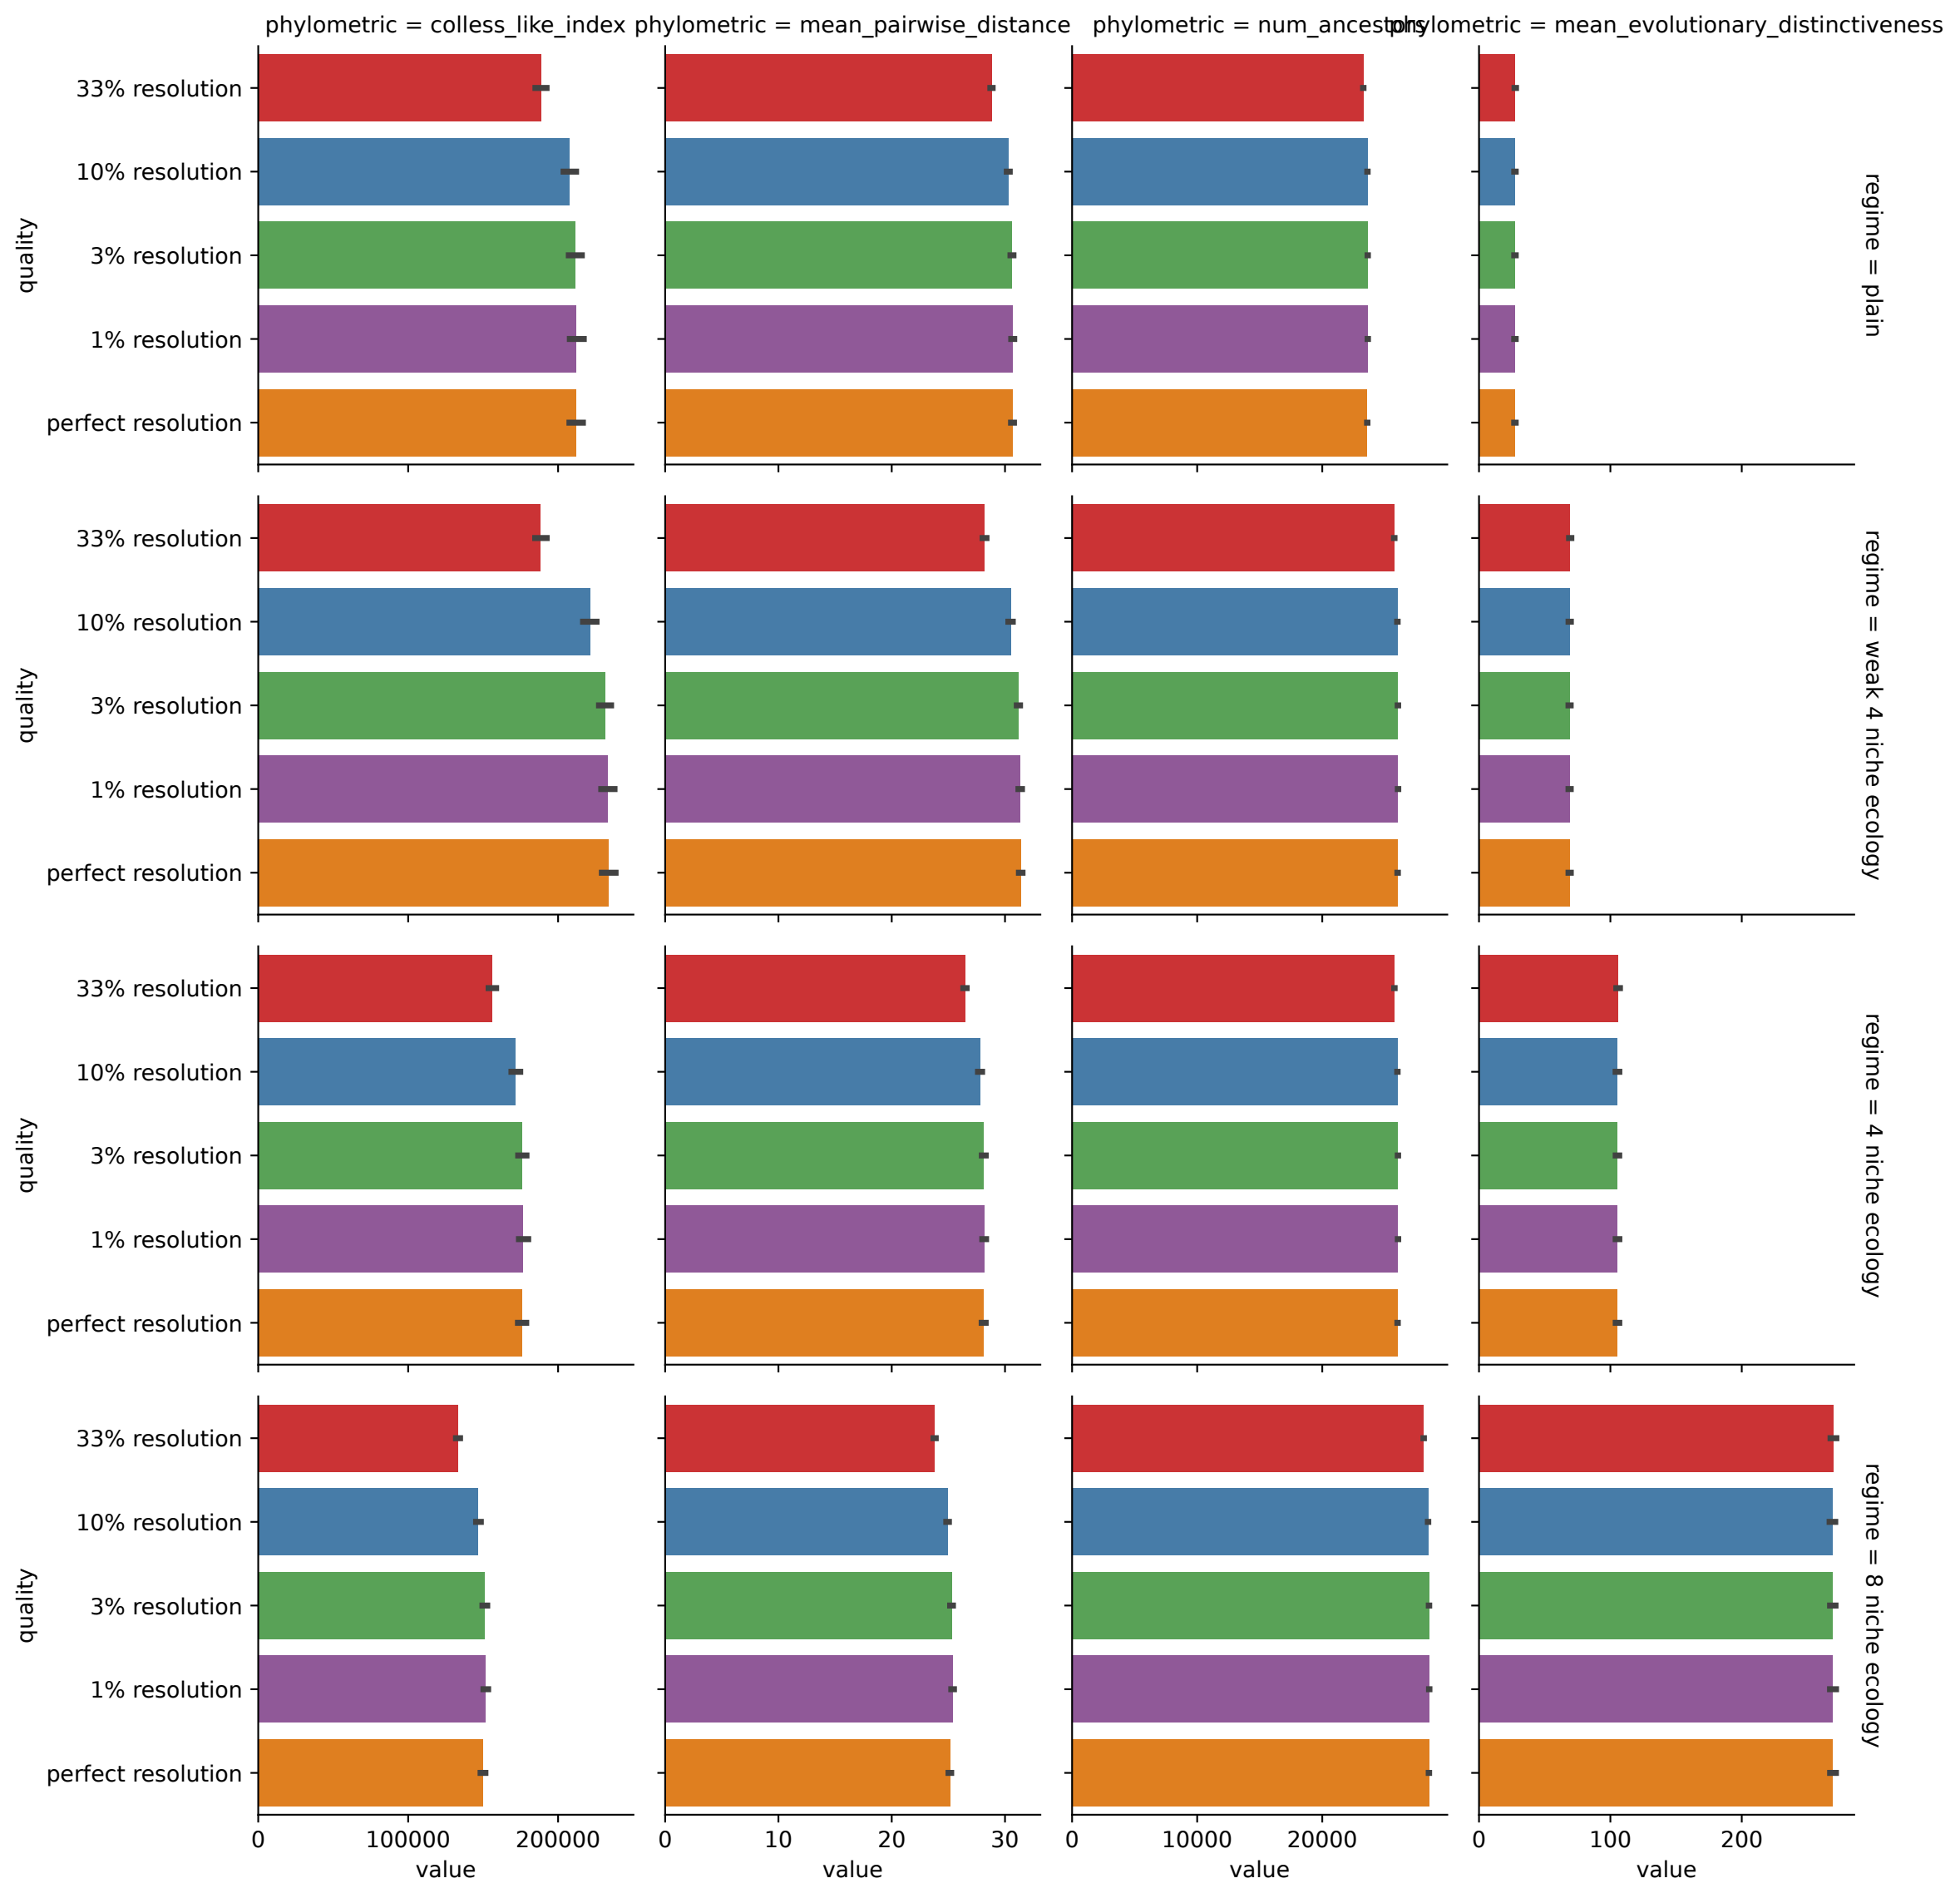 phylometric = colless_like_index
phylometric = mean_pairwise_distance
phylometric = num_ancestors
phylometric = mean_evolutionary_distinctiveness
quality
33% resolution
10% resolution
3% resolution
1% resolution
perfect resolution
regime = plain
quality
33% resolution
10% resolution
3% resolution
1% resolution
perfect resolution
regime = weak 4 niche ecology
quality
33% resolution
10% resolution
3% resolution
1% resolution
perfect resolution
regime = 4 niche ecology
quality
33% resolution
10% resolution
3% resolution
1% resolution
perfect resolution
regime = 8 niche ecology
0 100000 200000
0 10 20 30
0 10000 20000
0 100 200
value
value
value
value